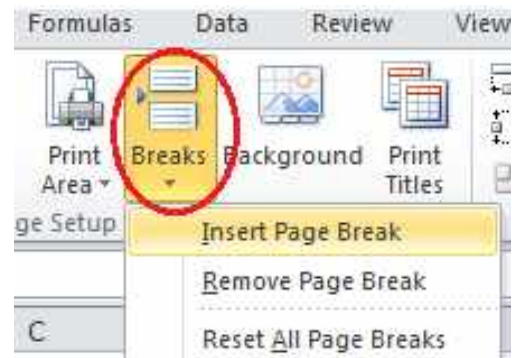 Formulas Data Review View
Print Area
Breaks
Background
Print Titles
ge Setup
Insert Page Break
Remove Page Break
Reset All Page Breaks
C